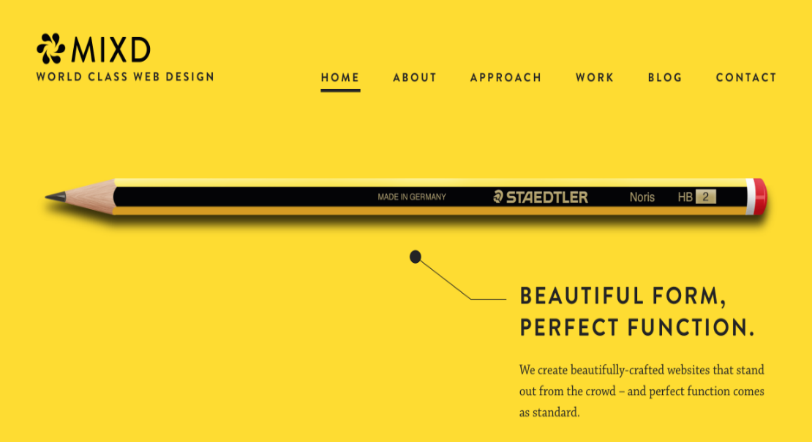 MIXD
WORLD CLASS WEB DESIGN
HOME ABOUT APPROACH WORK BLOG CONTACT
MADE IN GERMANY STAEDTLER Noris HB 2
BEAUTIFUL FORM,
PERFECT FUNCTION.
We create beautifully-crafted websites that stand
out from the crowd – and perfect function comes
as standard.